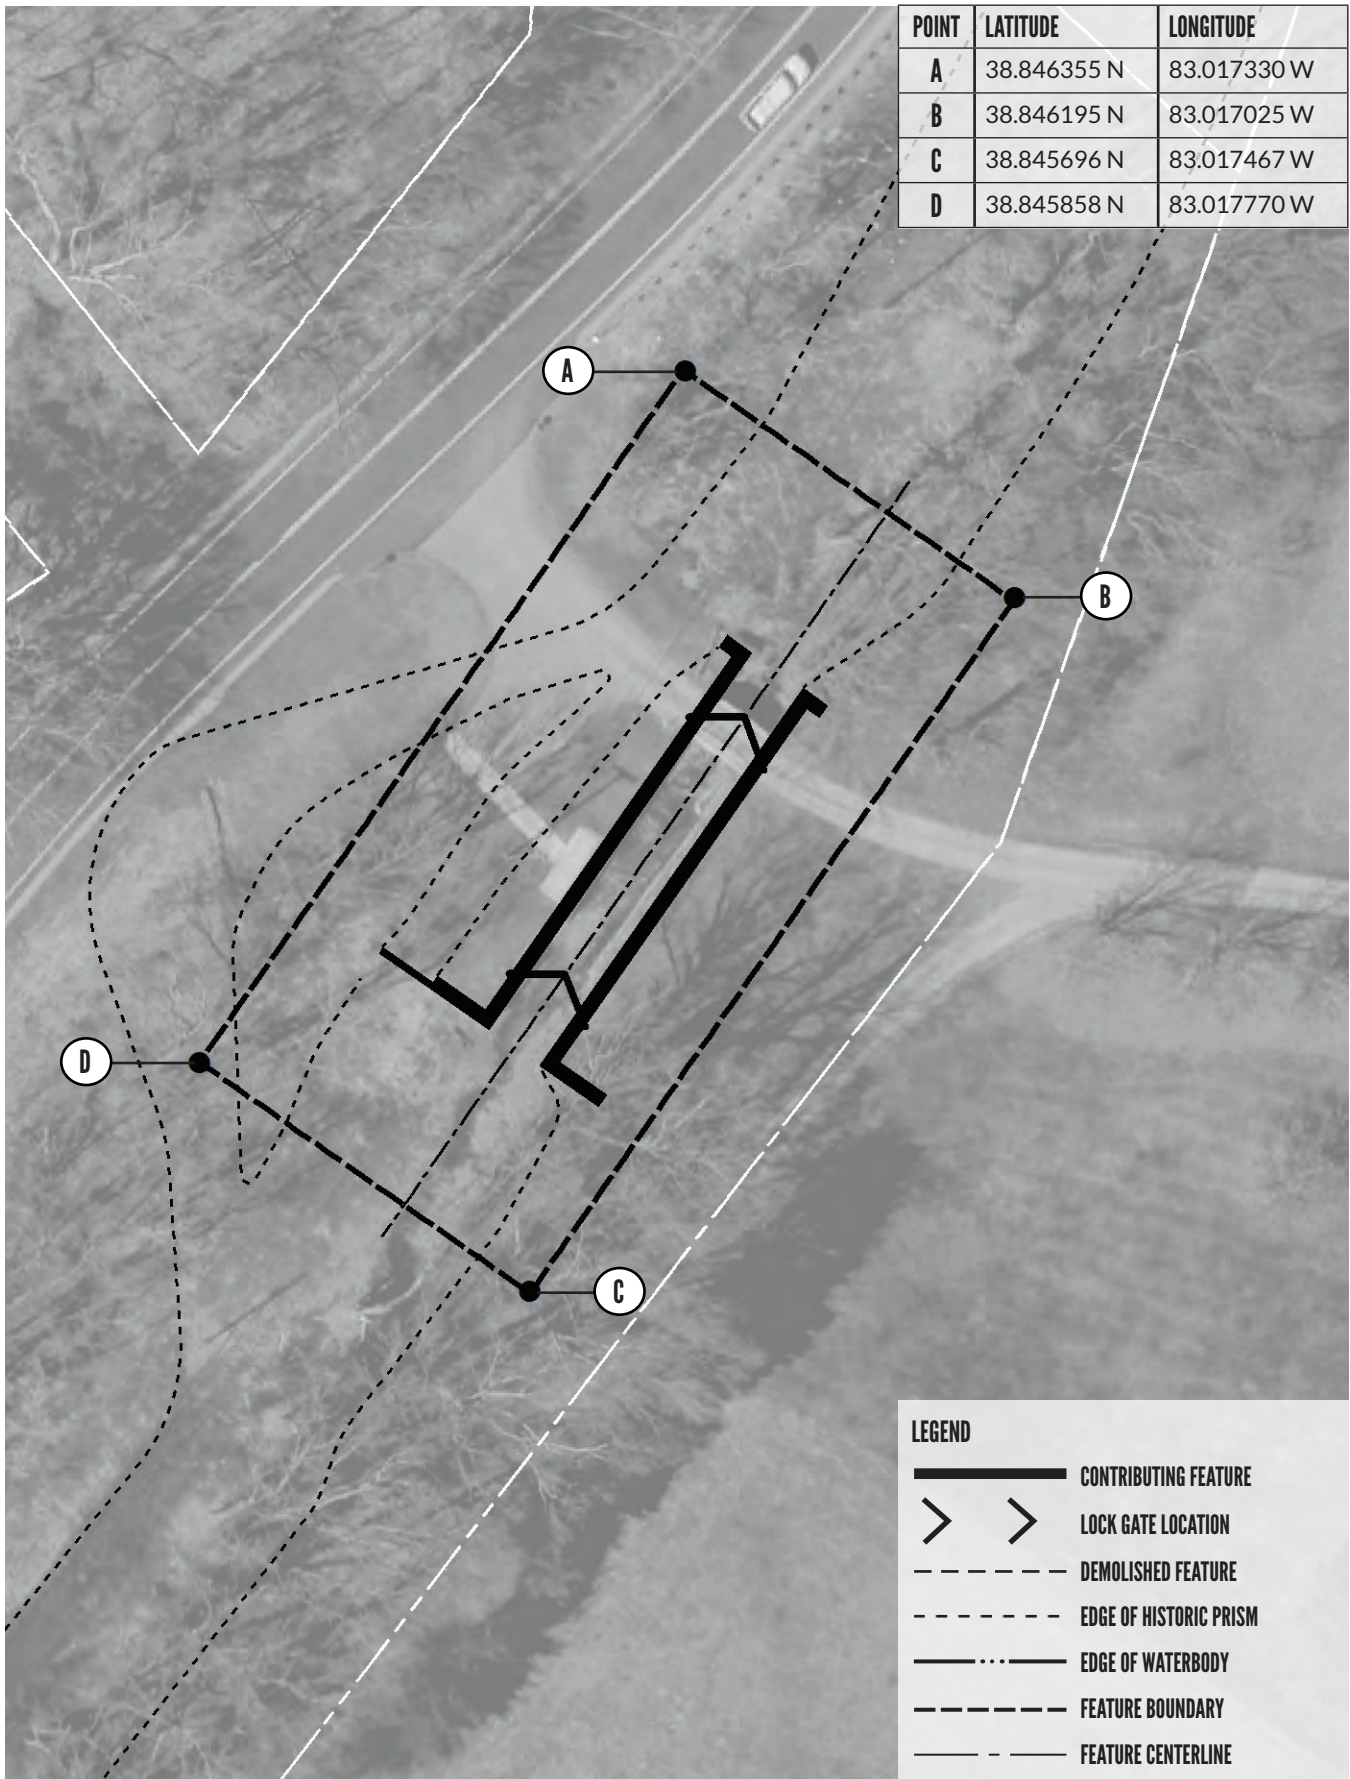 POINT LATITUDE LONGITUDE
A 38.846355 N 83.017330 W
B 38.846195 N 83.017025 W
C 38.845696 N 83.017467 W
D 38.845858 N 83.017770 W
A
B
D
C
LEGEND
CONTRIBUTING FEATURE
LOCK GATE LOCATION
DEMOLISHED FEATURE
EDGE OF HISTORIC PRISM
EDGE OF WATERBODY
FEATURE BOUNDARY
FEATURE CENTERLINE